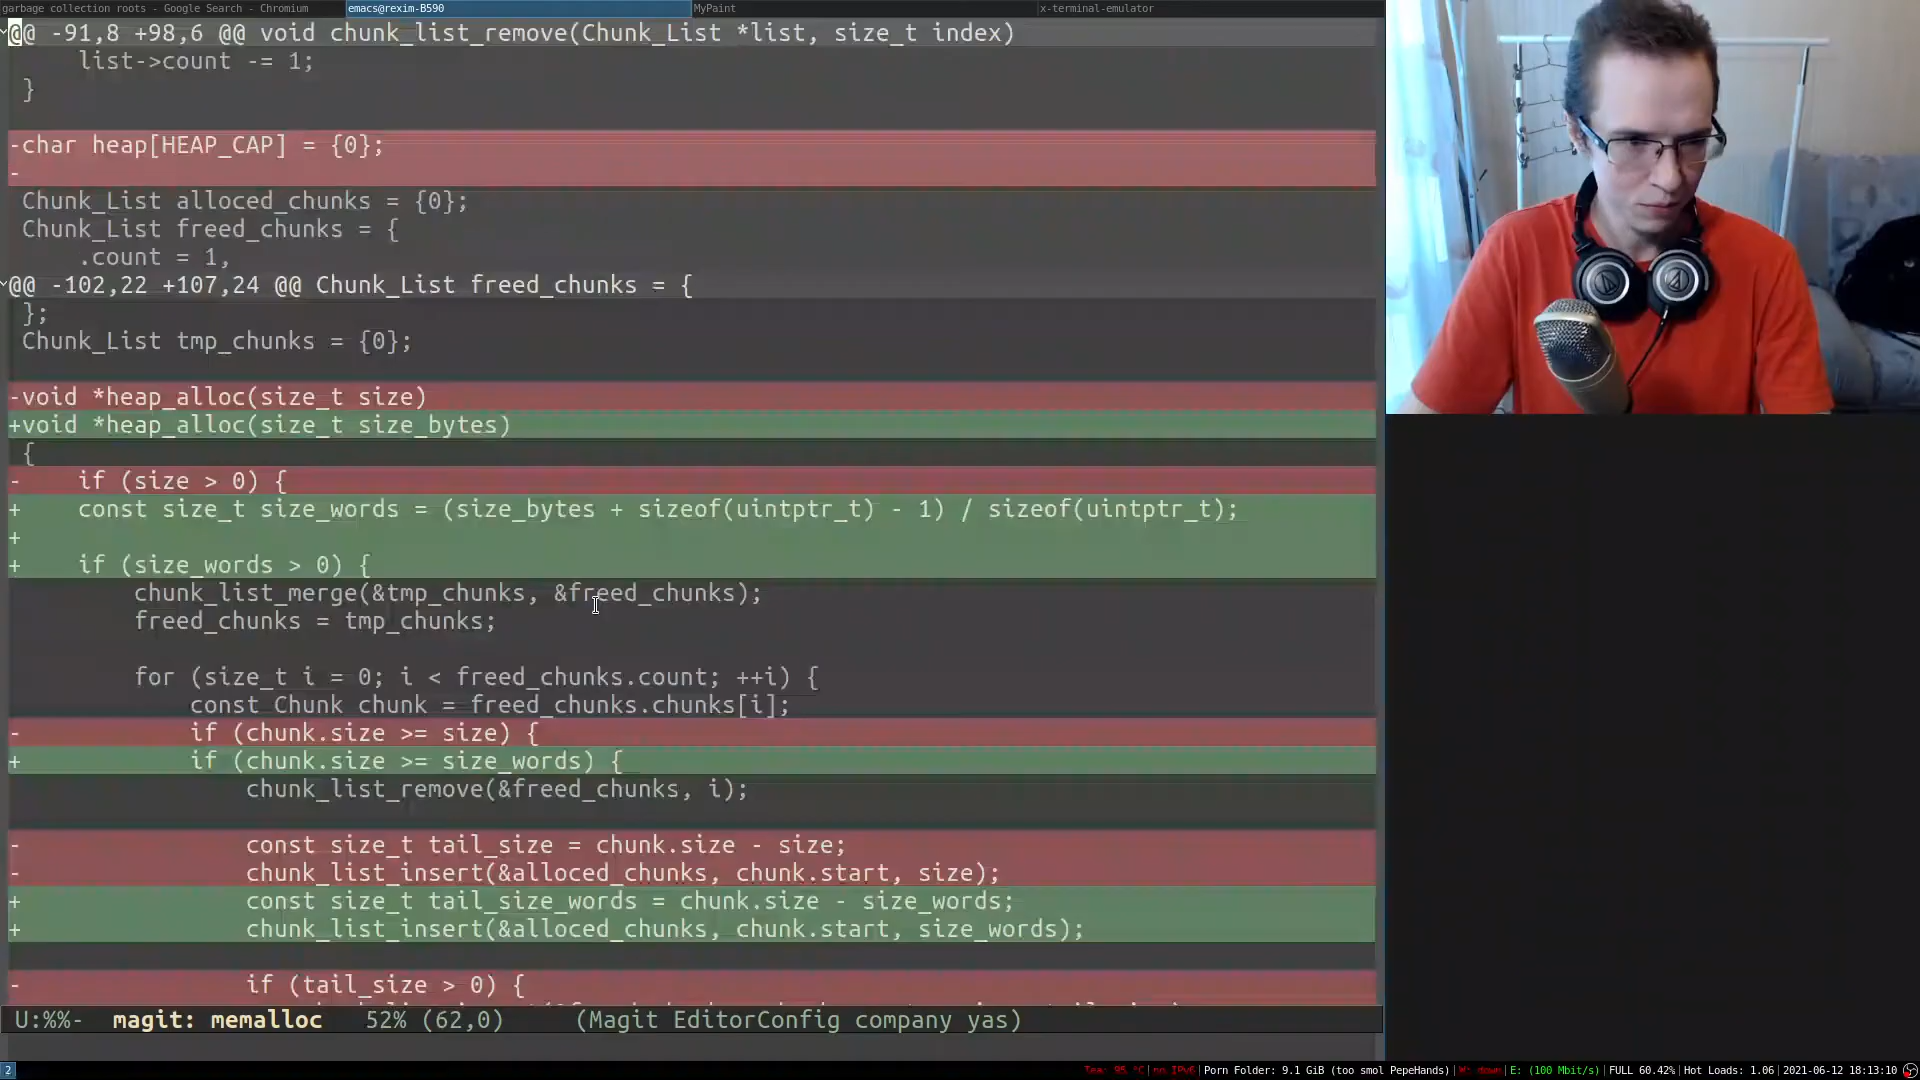 garbage collection roots - Google Search - Chromium
emacs@rexim-B590
MyPaint
x-terminal-emulator
@@ -91,8 +98,6 @@ void chunk_list_remove(Chunk_List *list, size_t index)
list->count -= 1;
}
-char heap[HEAP_CAP] = {0};
-
Chunk_List alloced_chunks = {0};
Chunk_List freed_chunks = {
.count = 1,
@@ -102,22 +107,24 @@ Chunk_List freed_chunks = {
};
Chunk_List tmp_chunks = {0};
-void *heap_alloc(size_t size)
+void *heap_alloc(size_t size_bytes)
{
- if (size > 0) {
+ const size_t size_words = (size_bytes + sizeof(uintptr_t) - 1) / sizeof(uintptr_t);
+
+ if (size_words > 0) {
chunk_list_merge(&tmp_chunks, &freed_chunks);
freed_chunks = tmp_chunks;
for (size_t i = 0; i < freed_chunks.count; ++i) {
const Chunk chunk = freed_chunks.chunks[i];
- if (chunk.size >= size) {
+ if (chunk.size >= size_words) {
chunk_list_remove(&freed_chunks, i);
- const size_t tail_size = chunk.size - size;
- chunk_list_insert(&alloced_chunks, chunk.start, size);
+ const size_t tail_size_words = chunk.size - size_words;
+ chunk_list_insert(&alloced_chunks, chunk.start, size_words);
- if (tail_size > 0) {
U:%%- magit: memalloc 52% (62,0) (Magit EditorConfig company yas)
2
Tea: 95 °C | no IPv6 | Porn Folder: 9.1 GiB (too smol PepeHands) | W: down | E: (100 Mbit/s) | FULL 60.42% | Hot Loads: 1.06 | 2021-06-12 18:13:10